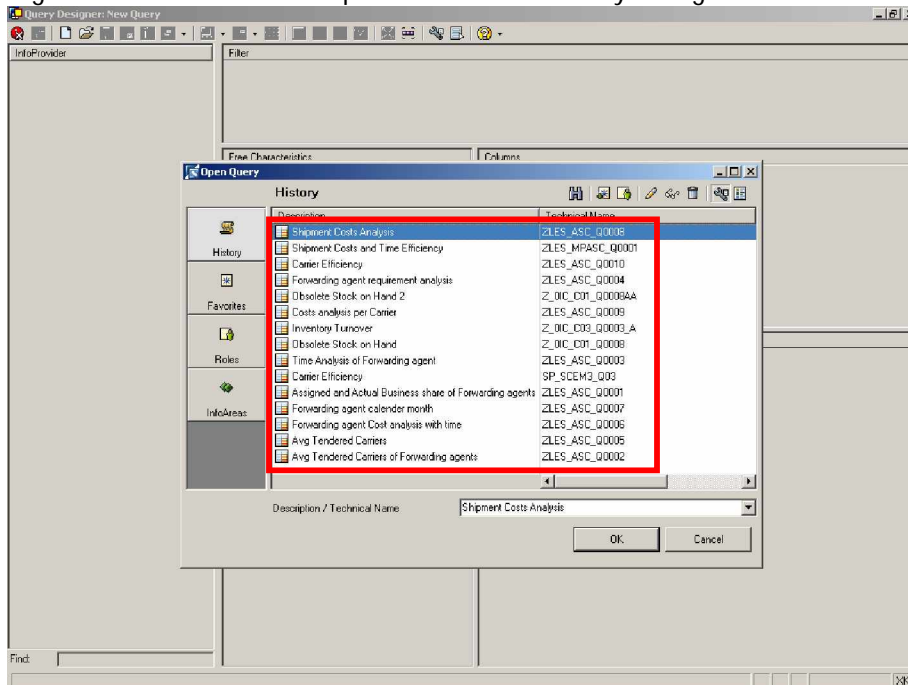 Query Designer: New Query
InfoProvider
Filter
Free Characteristics
Columns
Open Query
History
Description
Technical Name
Shipment Costs Analysis ZLES_ASC_Q0008
Shipment Costs and Time Efficiency ZLES_MPASC_Q0001
Carrier Efficiency ZLES_ASC_Q0010
Forwarding agent requirement analysis ZLES_ASC_Q0004
Obsolete Stock on Hand 2 Z_0IC_C01_Q0008AA
Costs analysis per Carrier ZLES_ASC_Q0009
Inventory Turnover Z_0IC_C03_Q0003_A
Obsolete Stock on Hand Z_0IC_C01_Q0008
Time Analysis of Forwarding agent ZLES_ASC_Q0003
Carrier Efficiency SP_SCEM3_Q03
Assigned and Actual Business share of Forwarding agents ZLES_ASC_Q0001
Forwarding agent calender month ZLES_ASC_Q0007
Forwarding agent Cost analysis with time ZLES_ASC_Q0006
Avg Tendered Carriers ZLES_ASC_Q0005
Avg Tendered Carriers of Forwarding agents ZLES_ASC_Q0002
History
Favorites
Roles
InfoAreas
Description / Technical Name Shipment Costs Analysis
OK Cancel
Find: